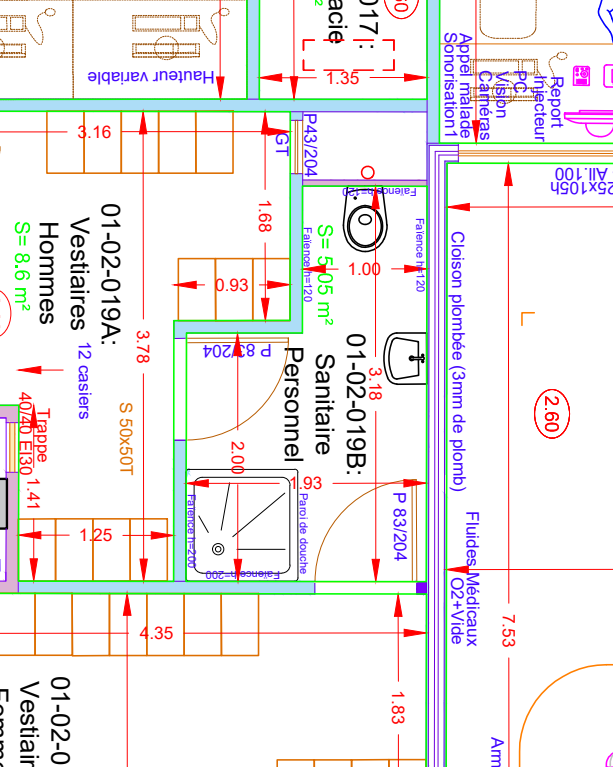 017 :
acie
1.35
Hauteur variable
Report
Injecteur
PC
Vision
Caméras
Appel malade
Sonorisation1
All.100
25x105h
3.16
GT
P43/204
Faïence h=120
Faïence h=120
Faïence h=120
1.68
1.00
S= 5.05 m²
0.93
01-02-019A:
Vestiaires
Hommes
S= 8.6 m²
12 casiers
3.78
P 83/204
01-02-019B:
Sanitaire
Personnel
3.18
Cloison plombée (3mm de plomb)
2.60
S 50x50T
Trappe
40/40 EI30
1.41
2.00
1.93
P 83/204
Paroi de douche
Faïence h=200
Faïence h=200
1.25
Fluides Médicaux
O2+Vide
7.53
4.35
1.83
01-02-0
Vestiair
Femme
Arm